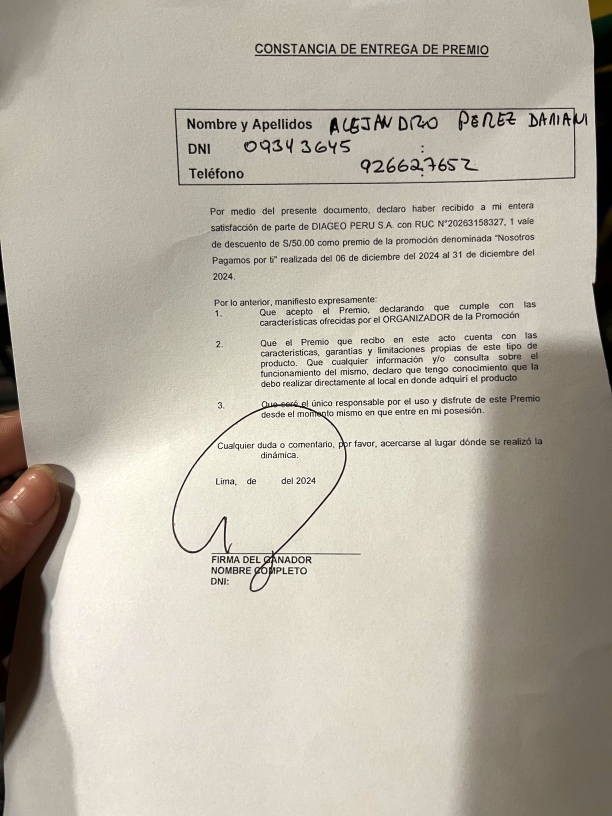 CONSTANCIA DE ENTREGA DE PREMIO
Nombre y Apellidos ALEJANDRO PEREZ DAMIANI
DNI 09343645 :
Teléfono 926627652 :
Por medio del presente documento, declaro haber recibido a mi entera
satisfacción de parte de DIAGEO PERU S.A. con RUC N°20263158327, 1 vale
de descuento de S/50.00 como premio de la promoción denominada "Nosotros
Pagamos por ti" realizada del 06 de diciembre del 2024 al 31 de diciembre del
2024.
Por lo anterior, manifiesto expresamente:
1. Que acepto el Premio, declarando que cumple con las
características ofrecidas por el ORGANIZADOR de la Promoción
2. Que el Premio que recibo en este acto cuenta con las
características, garantías y limitaciones propias de este tipo de
producto. Que cualquier información y/o consulta sobre el
funcionamiento del mismo, declaro que tengo conocimiento que la
debo realizar directamente al local en donde adquirí el producto
3. Que seré el único responsable por el uso y disfrute de este Premio
desde el momento mismo en que entre en mi posesión.
Cualquier duda o comentario, por favor, acercarse al lugar dónde se realizó la
dinámica.
Lima, de del 2024
FIRMA DEL GANADOR
NOMBRE COMPLETO
DNI: